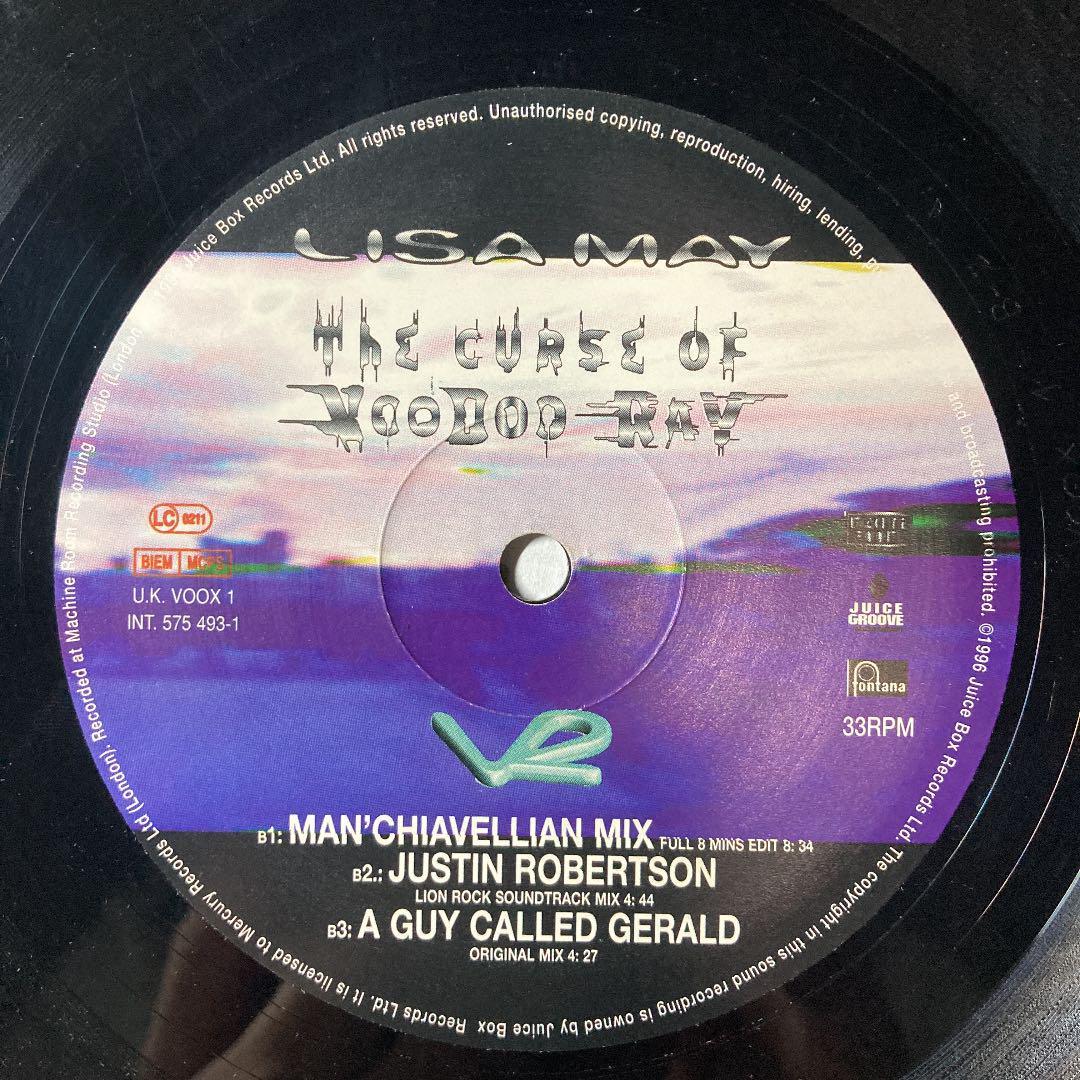 LISA MAY
THE CURSE OF
VOODOO RAY
LC 0211
BIEM MCPS
U.K. VOOX 1
INT. 575 493-1
JUICE
GROOVE
fontana
33RPM
V2
B1: MAN'CHIAVELLIAN MIX FULL 8 MINS EDIT 8: 34
B2.: JUSTIN ROBERTSON
LION ROCK SOUNDTRACK MIX 4: 44
B3: A GUY CALLED GERALD
ORIGINAL MIX 4: 27
©1996 Juice Box Records Ltd. The copyright in this sound recording is owned by Juice Box Records Ltd. It is licensed to Mercury Records Ltd (London). Recorded at Machine Room Recording Studio (London) Juice Box Records Ltd. All rights reserved. Unauthorised copying, reproduction, hiring, lending, and broadcasting prohibited.